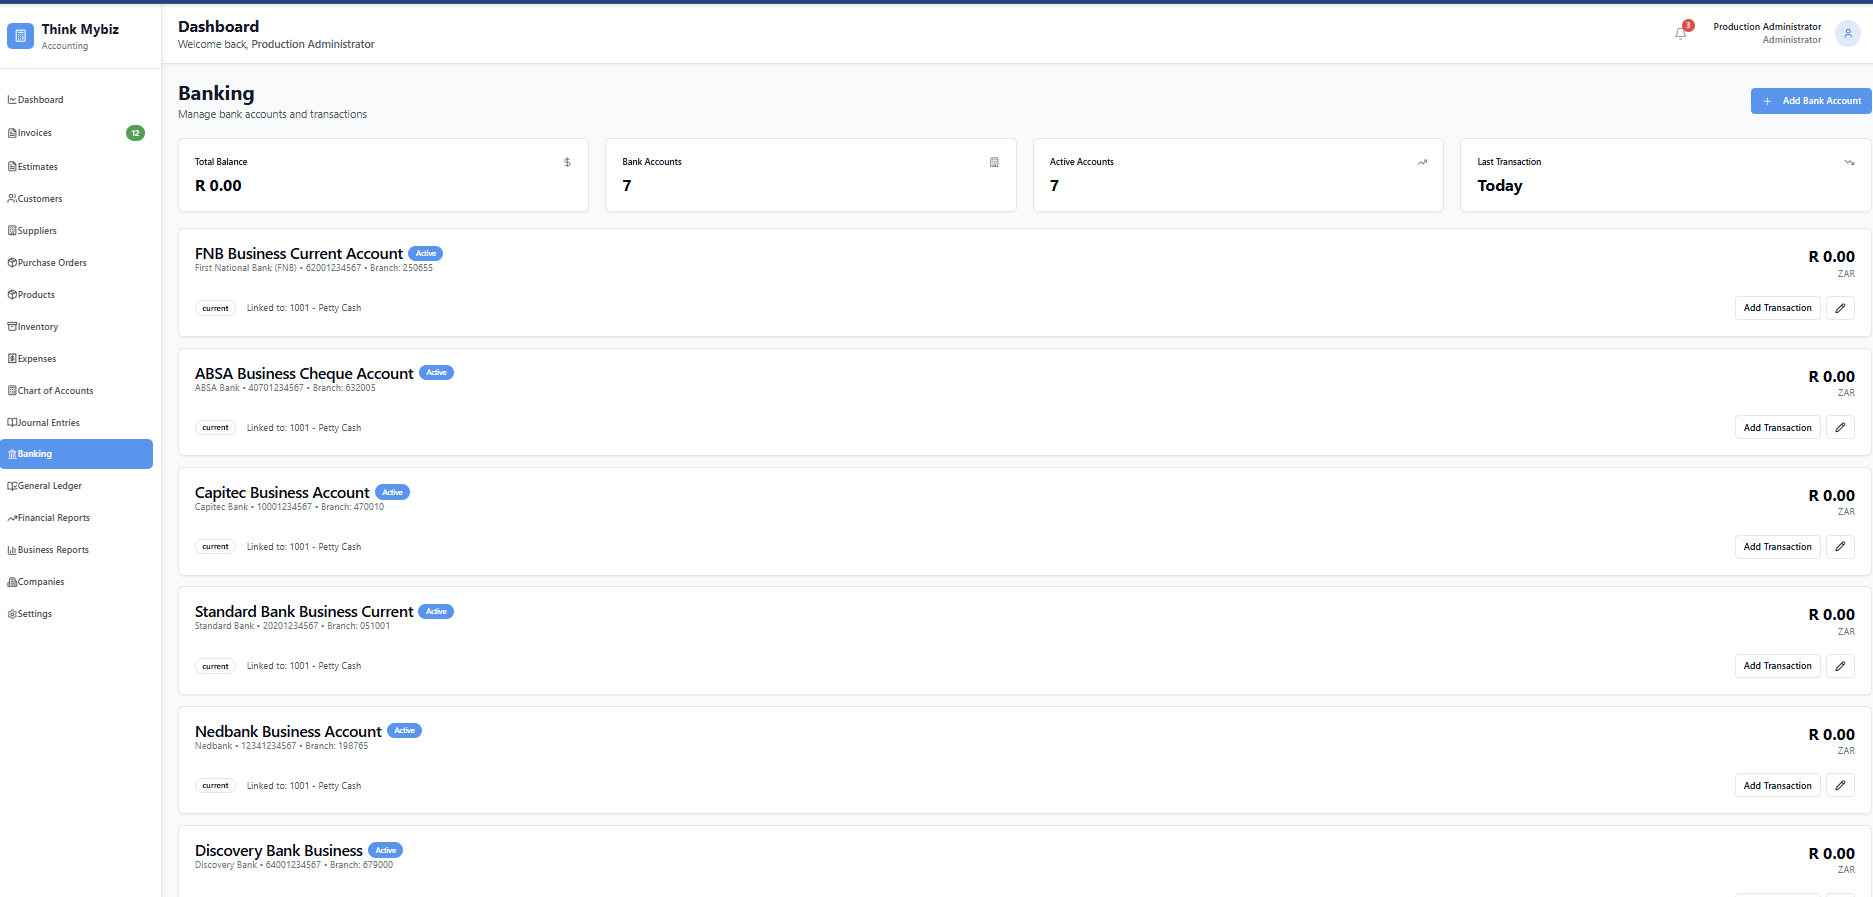 Think Mybiz
Accounting
Dashboard
Invoices 12
Estimates
Customers
Suppliers
Purchase Orders
Products
Inventory
Expenses
Chart of Accounts
Journal Entries
Banking
General Ledger
Financial Reports
Business Reports
Companies
Settings
Dashboard
Welcome back, Production Administrator
3
Production Administrator
Administrator
Banking
Manage bank accounts and transactions
Add Bank Account
Total Balance $
R 0.00
Bank Accounts
7
Active Accounts
7
Last Transaction
Today
FNB Business Current Account Active
First National Bank (FNB) • 62001234567 • Branch: 250655
R 0.00
ZAR
current Linked to: 1001 - Petty Cash
Add Transaction
ABSA Business Cheque Account Active
ABSA Bank • 40701234567 • Branch: 632005
R 0.00
ZAR
current Linked to: 1001 - Petty Cash
Add Transaction
Capitec Business Account Active
Capitec Bank • 10001234567 • Branch: 470010
R 0.00
ZAR
current Linked to: 1001 - Petty Cash
Add Transaction
Standard Bank Business Current Active
Standard Bank • 20201234567 • Branch: 051001
R 0.00
ZAR
current Linked to: 1001 - Petty Cash
Add Transaction
Nedbank Business Account Active
Nedbank • 12341234567 • Branch: 198765
R 0.00
ZAR
current Linked to: 1001 - Petty Cash
Add Transaction
Discovery Bank Business Active
Discovery Bank • 64001234567 • Branch: 679000
R 0.00
ZAR